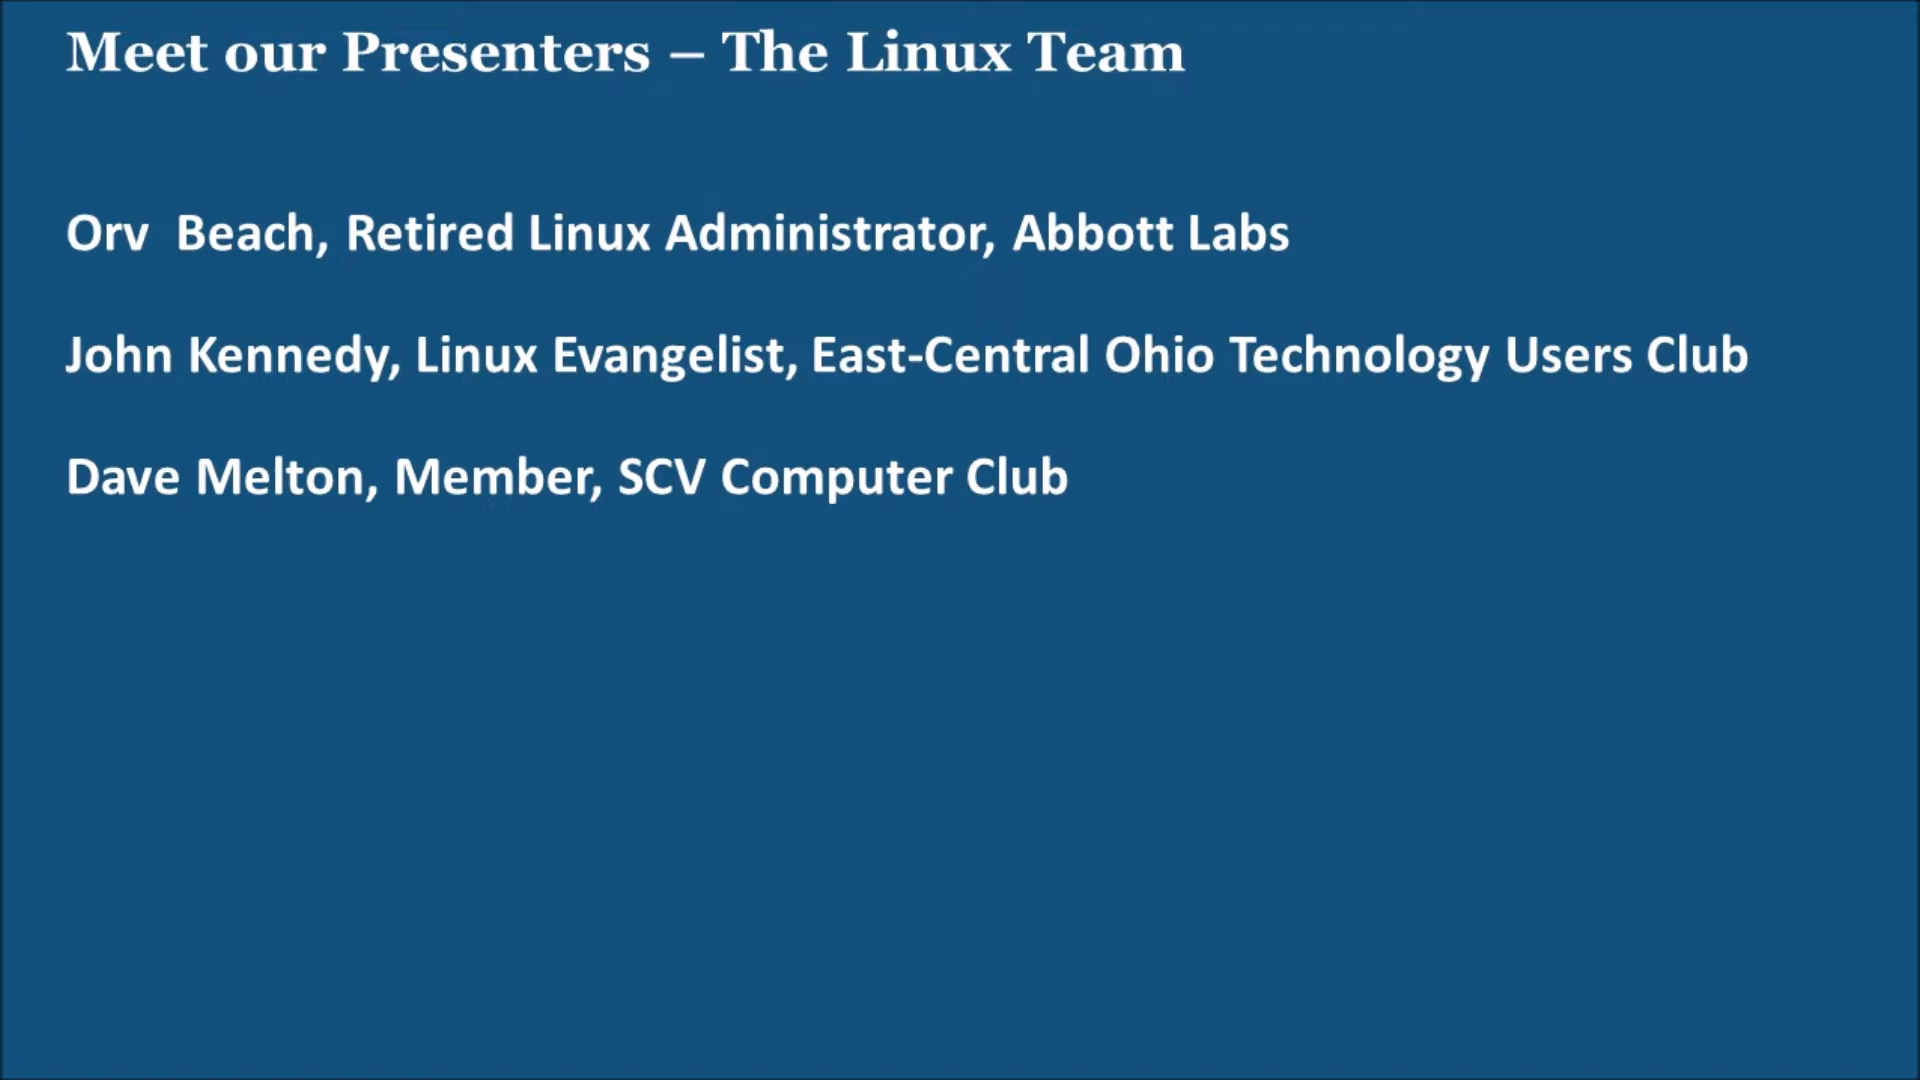 Meet our Presenters – The Linux Team
Orv  Beach, Retired Linux Administrator, Abbott Labs
John Kennedy, Linux Evangelist, East-Central Ohio Technology Users Club
Dave Melton, Member, SCV Computer Club